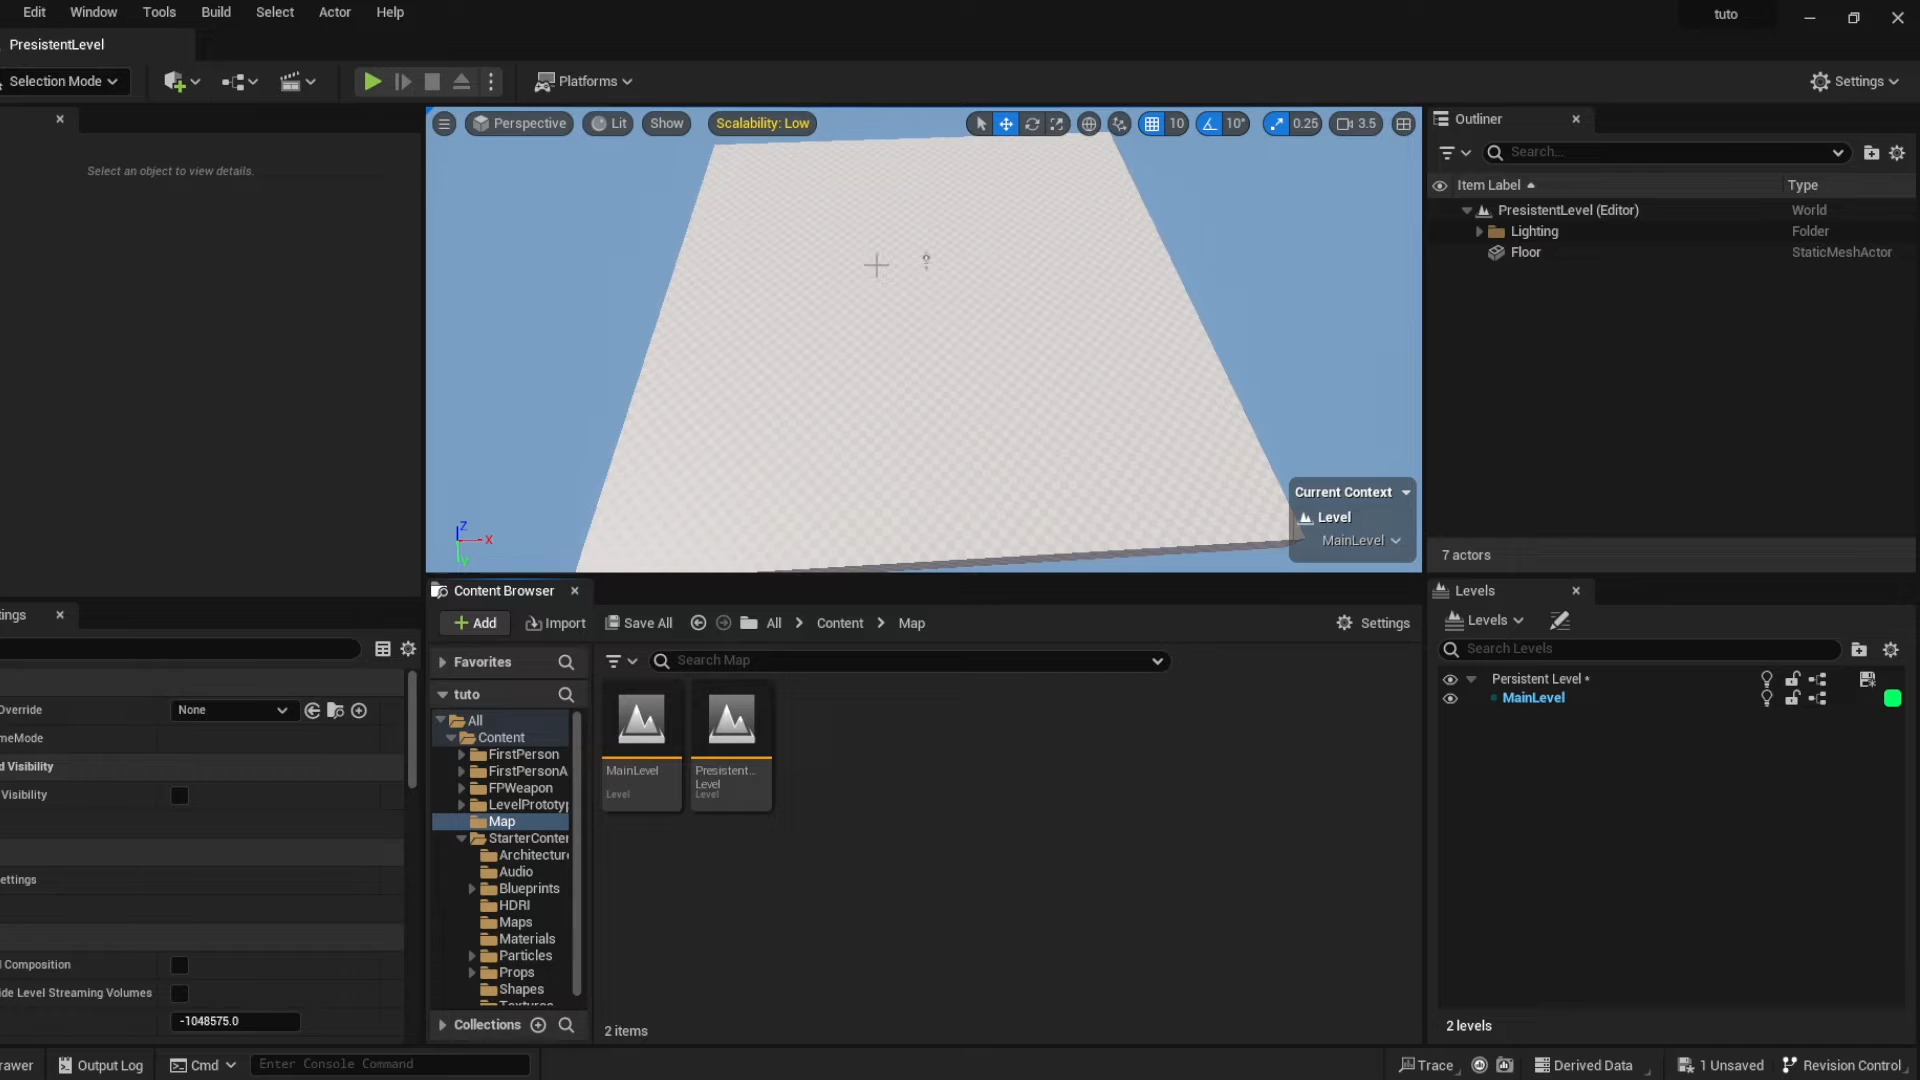 Edit Window Tools Build Select Actor Help
tuto
PresistentLevel
Selection Mode
Platforms
Settings
Select an object to view details.
Perspective Lit Show Scalability: Low
10 10° 0.25 3.5
Z
X
Y
Current Context
Level
MainLevel
Outliner
Search...
Item Label Type
PresistentLevel (Editor) World
Lighting Folder
Floor StaticMeshActor
7 actors
tings
Override None
meMode
d Visibility
Visibility
ettings
Composition
ide Level Streaming Volumes
-1048575.0
Content Browser
Add Import Save All All Content Map Settings
Favorites
Search Map
tuto
All
Content
FirstPerson
FirstPersonA
FPWeapon
LevelPrototyp
Map
StarterConten
Architecture
Audio
Blueprints
HDRI
Maps
Materials
Particles
Props
Shapes
Textures
Collections
MainLevel
Level
Presistent...
Level
Level
2 items
Levels
Levels
Search Levels
Persistent Level *
MainLevel
2 levels
rawer Output Log Cmd Enter Console Command
Trace Derived Data 1 Unsaved Revision Control